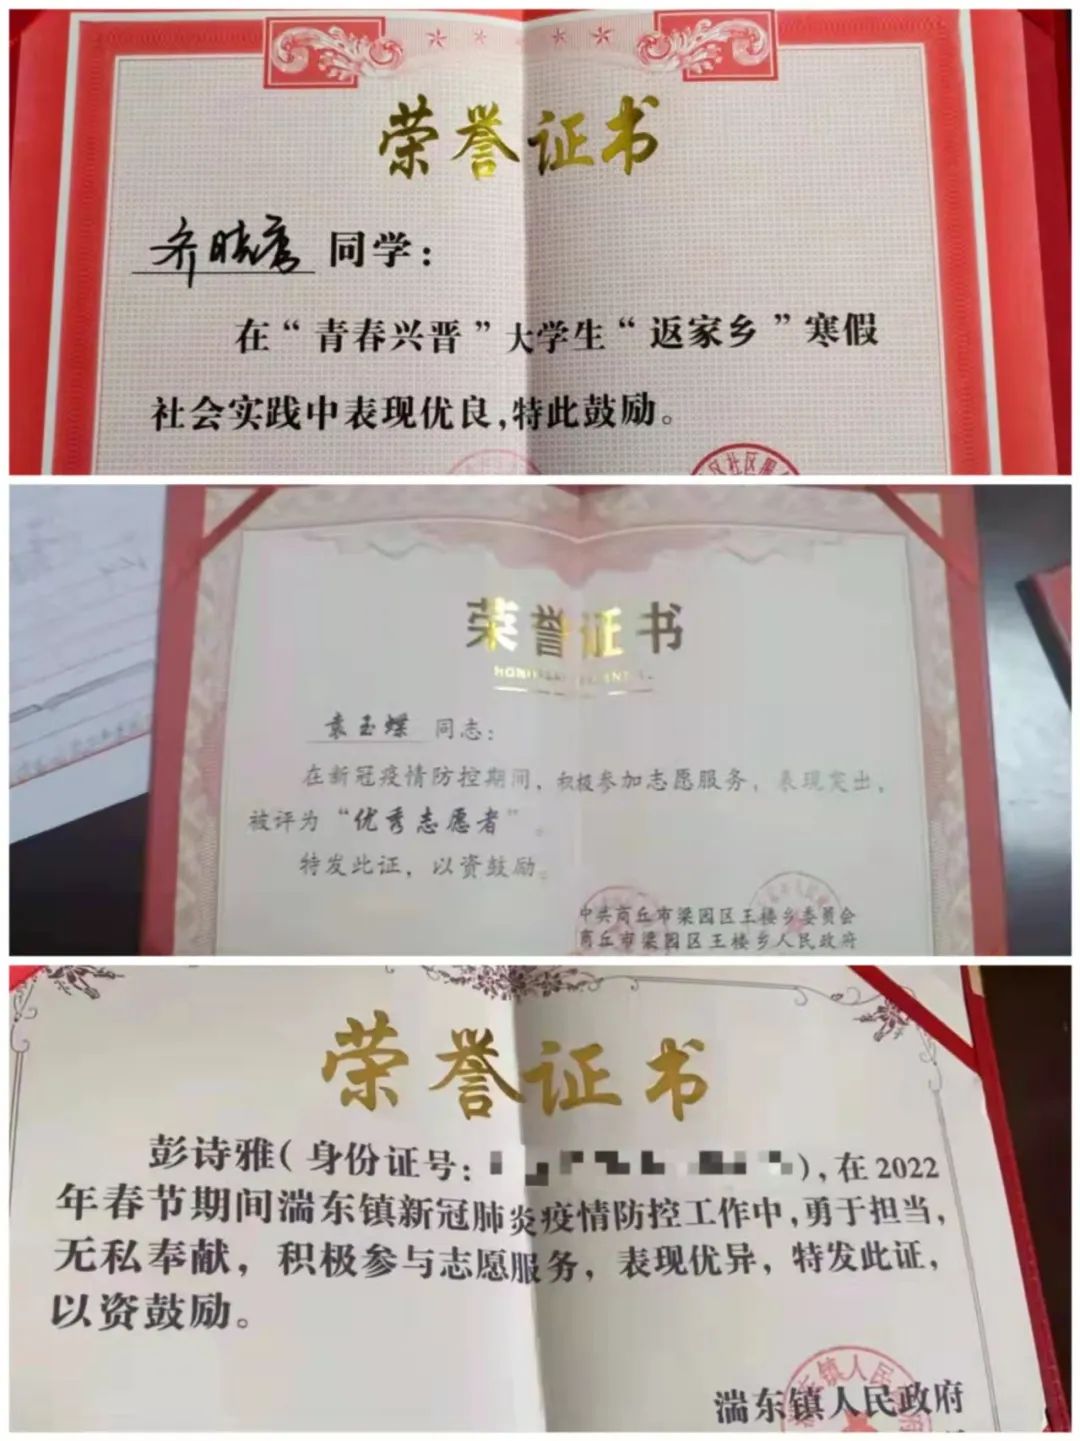 荣誉证书
齐晓秀 同学：
在“青春兴晋”大学生“返家乡”寒假
社会实践中表现优良，特此鼓励。
荣誉证书
袁玉蝶 同志：
在新冠疫情防控期间，积极参加志愿服务，表现突出，
被评为“优秀志愿者”。
特发此证，以资鼓励。
中共商丘市梁园区王楼乡委员会
商丘市梁园区王楼乡人民政府
荣誉证书
彭诗雅（身份证号：），在2022
年春节期间湍东镇新冠肺炎疫情防控工作中，勇于担当，
无私奉献，积极参与志愿服务，表现优异，特发此证，
以资鼓励。
湍东镇人民政府